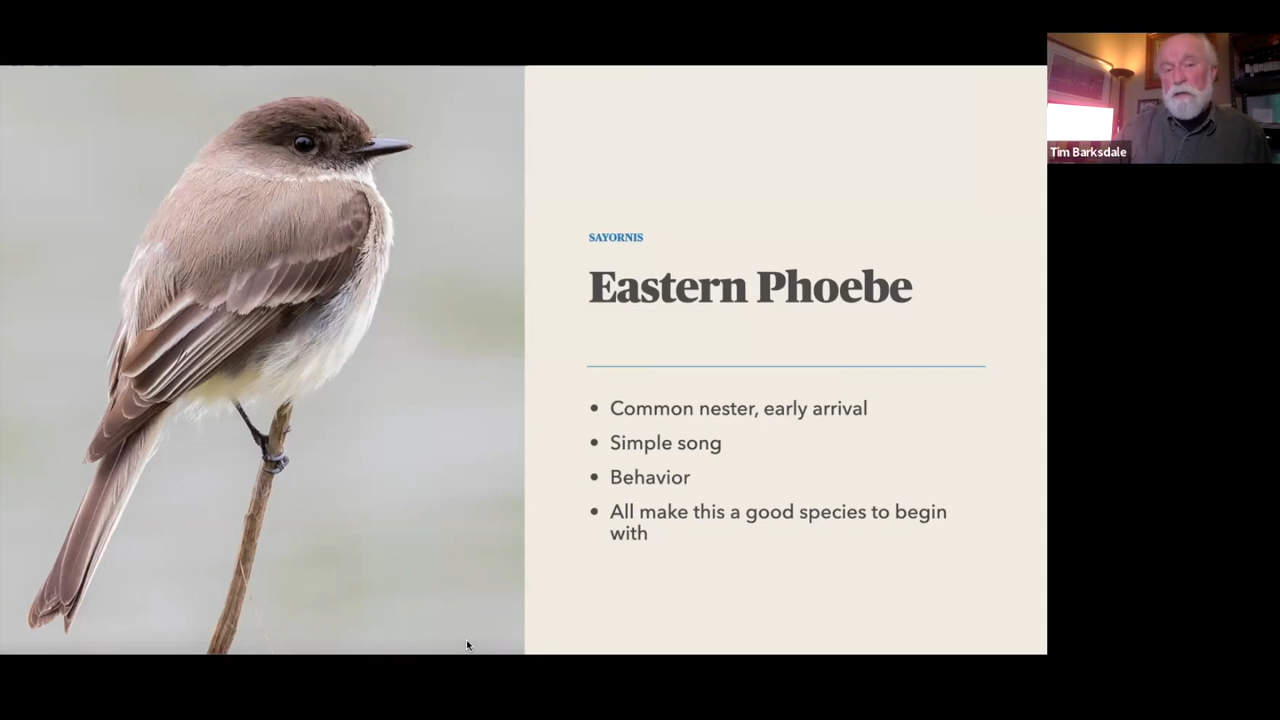 Tim Barksdale
SAYORNIS
Eastern Phoebe
• Common nester, early arrival
• Simple song
• Behavior
• All make this a good species to begin
with